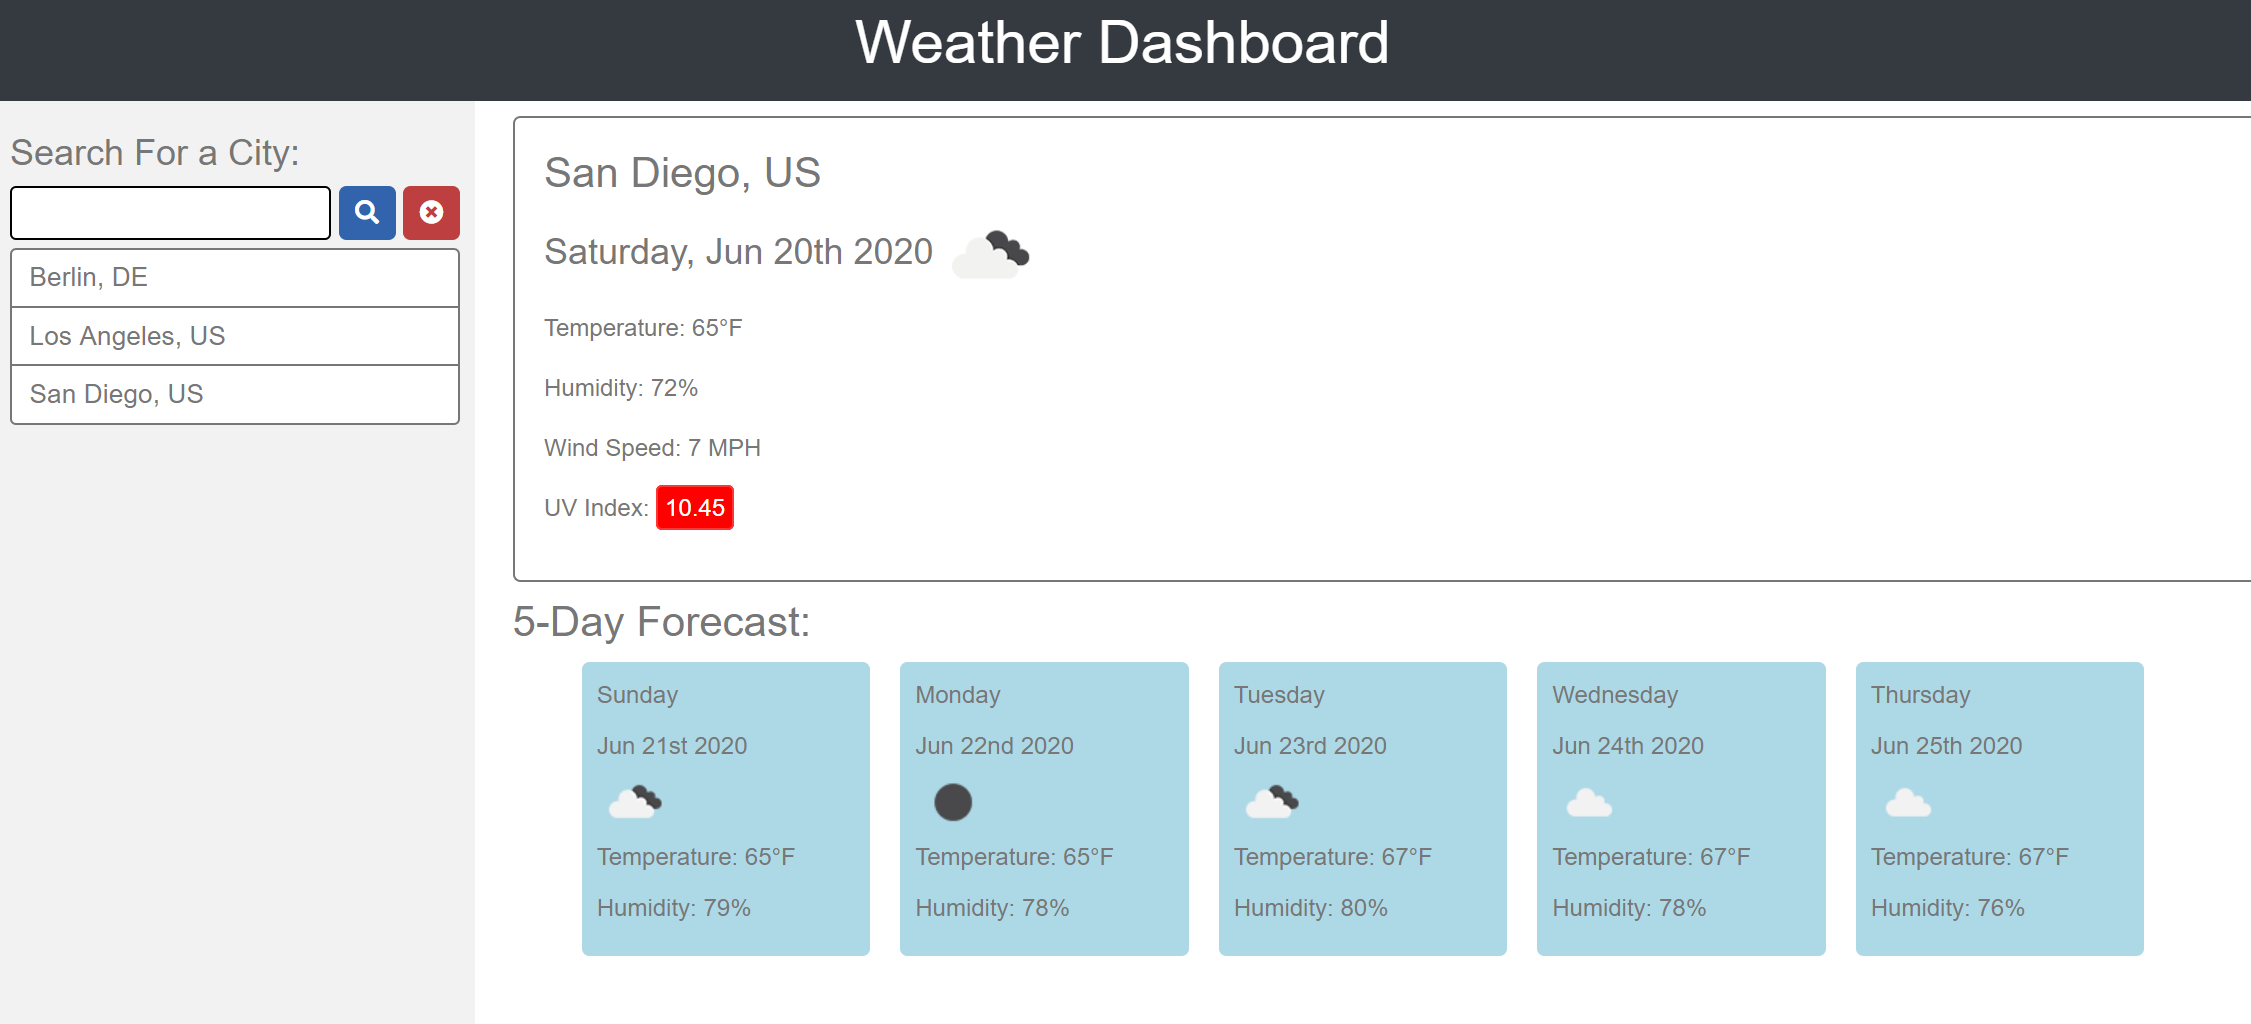 Weather Dashboard
Search For a City:
Berlin, DE
Los Angeles, US
San Diego, US
San Diego, US
Saturday, Jun 20th 2020
Temperature: 65°F
Humidity: 72%
Wind Speed: 7 MPH
UV Index: 10.45
5-Day Forecast:
Sunday
Jun 21st 2020
Temperature: 65°F
Humidity: 79%
Monday
Jun 22nd 2020
Temperature: 65°F
Humidity: 78%
Tuesday
Jun 23rd 2020
Temperature: 67°F
Humidity: 80%
Wednesday
Jun 24th 2020
Temperature: 67°F
Humidity: 78%
Thursday
Jun 25th 2020
Temperature: 67°F
Humidity: 76%